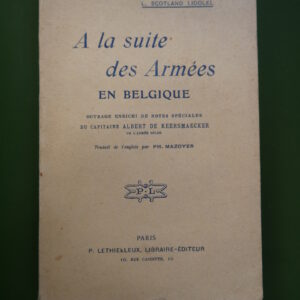 L. SCOTLAND LIDDLEL
A la suite
des Armées
EN BELGIQUE
OUVRAGE ENRICHI DE NOTES SPÉCIALES
DU CAPITAINE ALBERT DE KEERSMAECKER
DE L'ARMÉE BELGE
Traduit de l'anglais par PH. MAZOYER
P.L
PARIS
P. LETHIELLEUX, LIBRAIRE-ÉDITEUR
10, RUE CASSETTE, 10